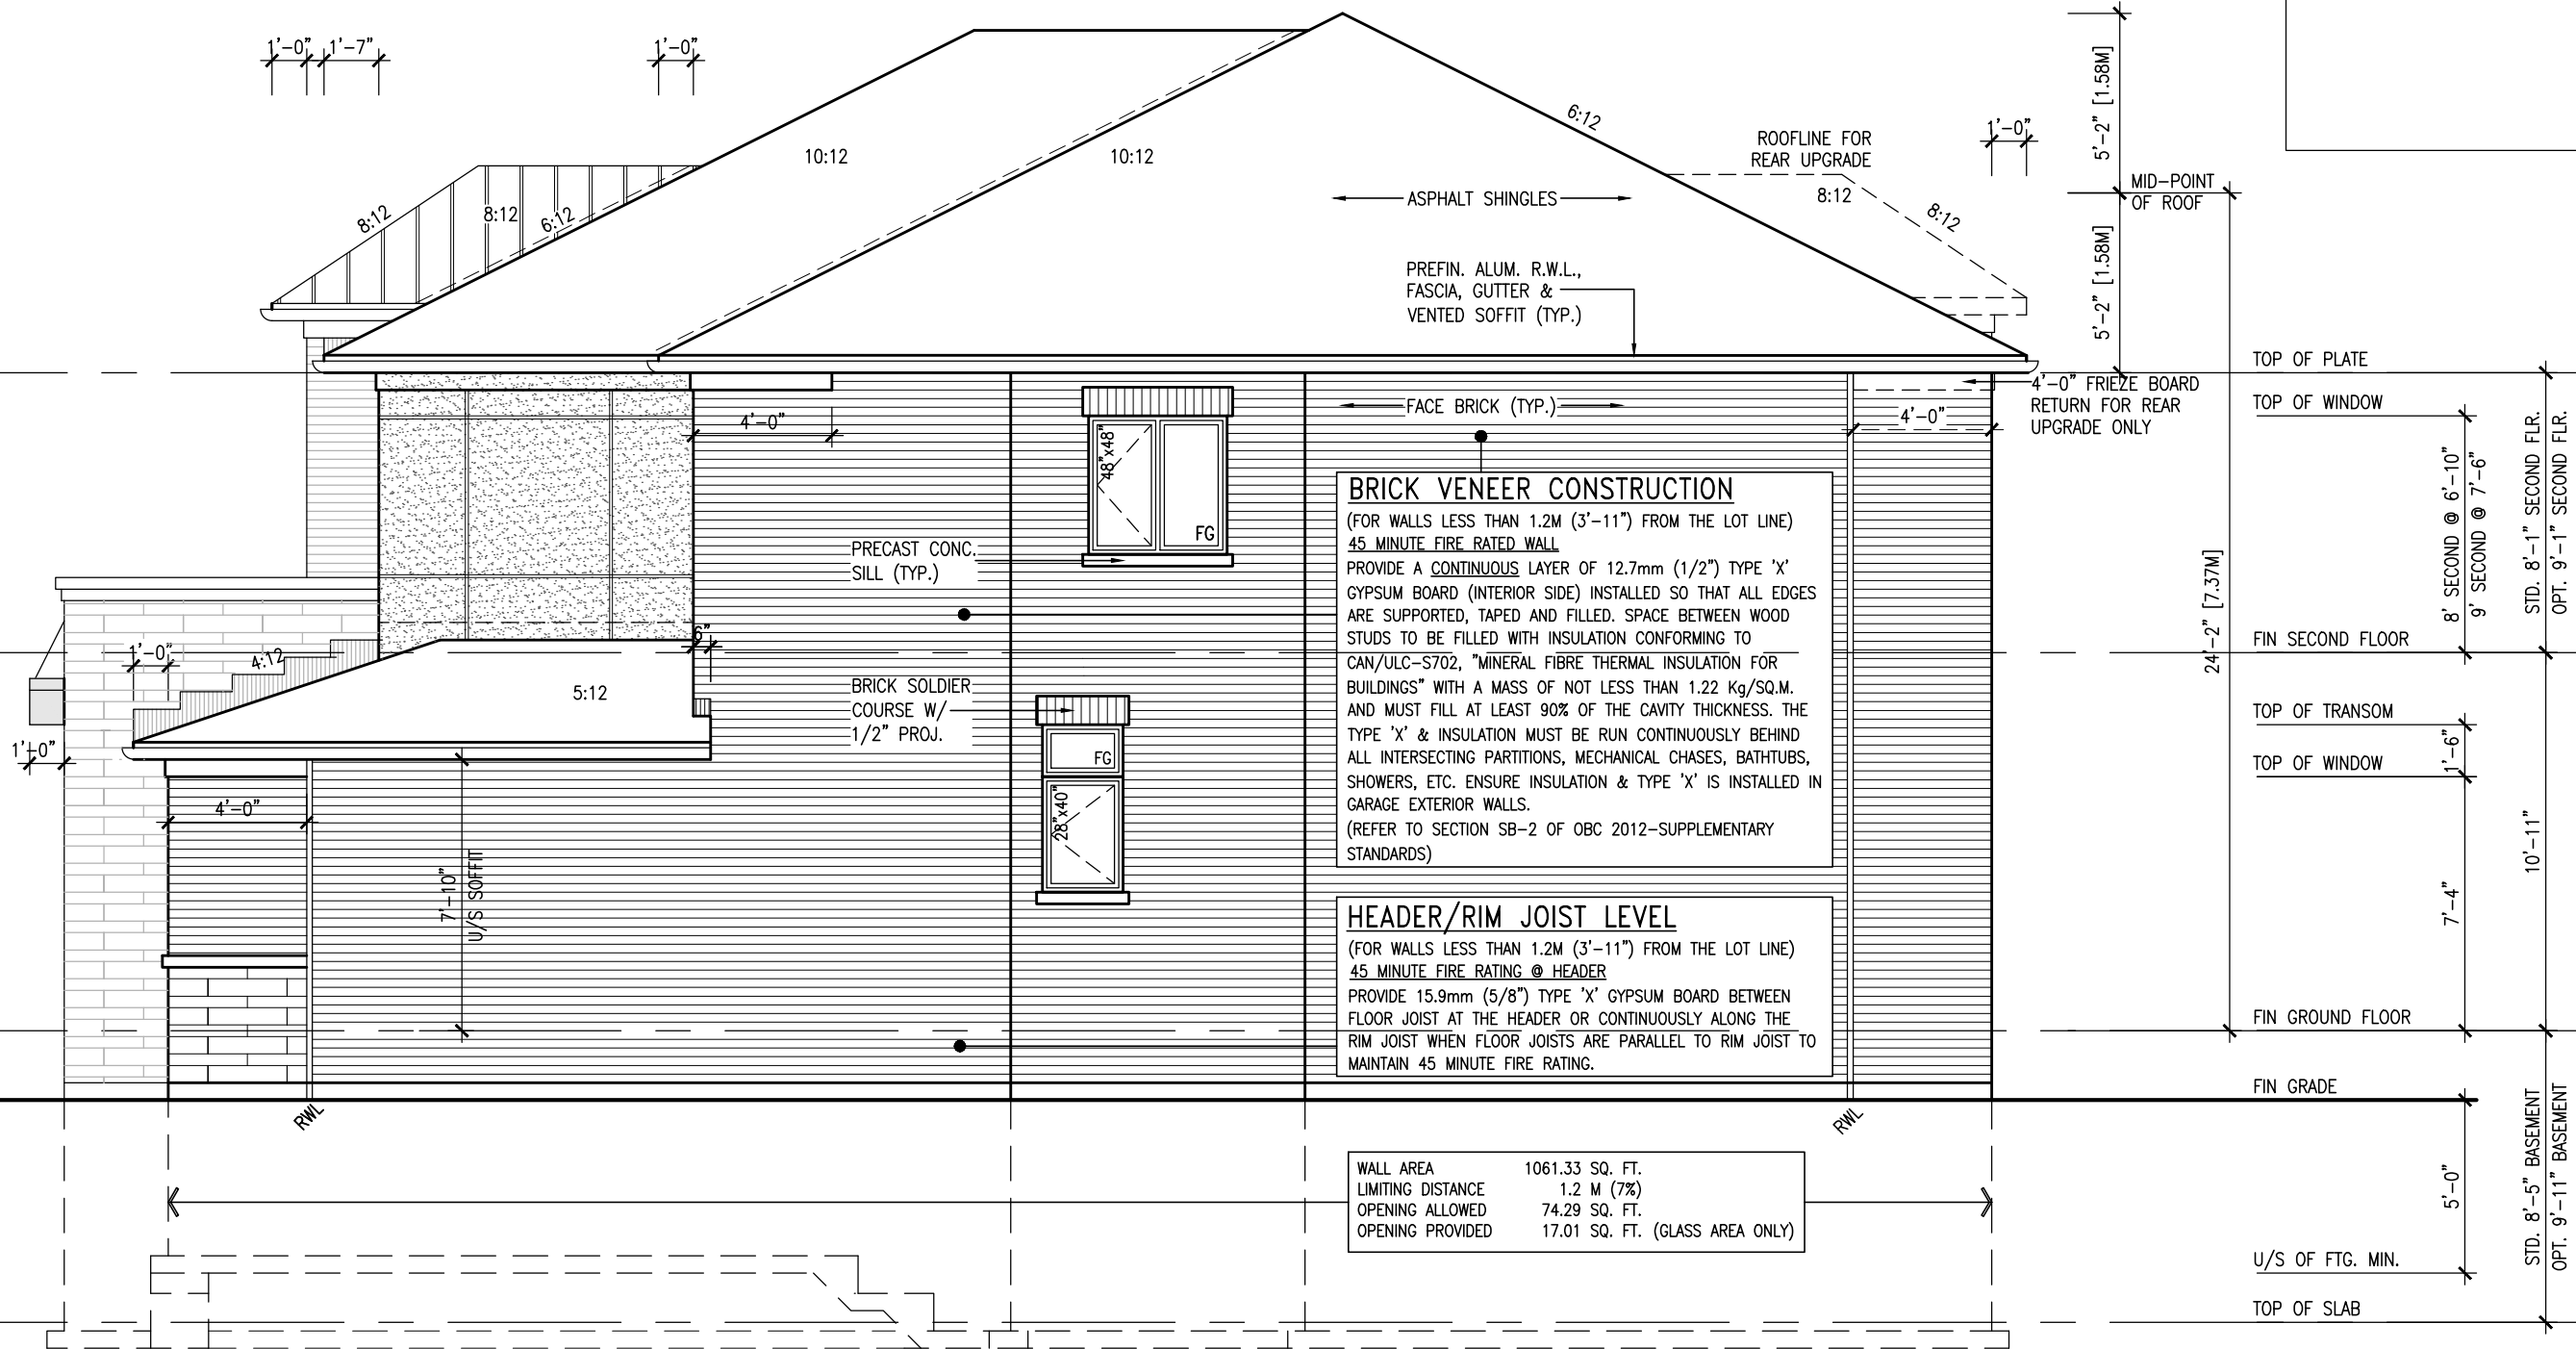 1'-0"
1'-7"
1'-0"
5'-2" [1.58M]
6:12
10:12
10:12
ROOFLINE FOR
REAR UPGRADE
1'-0"
MID-POINT
OF ROOF
8:12
8:12
8:12
6:12
8:12
ASPHALT SHINGLES
5'-2" [1.58M]
PREFIN. ALUM. R.W.L.,
FASCIA, GUTTER &
VENTED SOFFIT (TYP.)
TOP OF PLATE
4'-0" FRIEZE BOARD
RETURN FOR REAR
UPGRADE ONLY
TOP OF WINDOW
FACE BRICK (TYP.)
4'-0"
4'-0"
48"x48"
FG
8' SECOND @ 6'-10"
9' SECOND @ 7'-6"
STD. 8'-1" SECOND FLR.
OPT. 9'-1" SECOND FLR.
24'-2" [7.37M]
BRICK VENEER CONSTRUCTION
(FOR WALLS LESS THAN 1.2M (3'-11") FROM THE LOT LINE)
45 MINUTE FIRE RATED WALL
PROVIDE A CONTINUOUS LAYER OF 12.7mm (1/2") TYPE 'X'
GYPSUM BOARD (INTERIOR SIDE) INSTALLED SO THAT ALL EDGES
ARE SUPPORTED, TAPED AND FILLED. SPACE BETWEEN WOOD
STUDS TO BE FILLED WITH INSULATION CONFORMING TO
CAN/ULC-S702, "MINERAL FIBRE THERMAL INSULATION FOR
BUILDINGS" WITH A MASS OF NOT LESS THAN 1.22 Kg/SQ.M.
AND MUST FILL AT LEAST 90% OF THE CAVITY THICKNESS. THE
TYPE 'X' & INSULATION MUST BE RUN CONTINUOUSLY BEHIND
ALL INTERSECTING PARTITIONS, MECHANICAL CHASES, BATHTUBS,
SHOWERS, ETC. ENSURE INSULATION & TYPE 'X' IS INSTALLED IN
GARAGE EXTERIOR WALLS.
(REFER TO SECTION SB-2 OF OBC 2012-SUPPLEMENTARY
STANDARDS)
PRECAST CONC.
SILL (TYP.)
FIN SECOND FLOOR
6"
1'-0"
4:12
5:12
BRICK SOLDIER
COURSE W/
1/2" PROJ.
TOP OF TRANSOM
1'-6"
TOP OF WINDOW
1'-0"
FG
28"x40"
4'-0"
7'-10"
U/S SOFFIT
10'-11"
7'-4"
HEADER/RIM JOIST LEVEL
(FOR WALLS LESS THAN 1.2M (3'-11") FROM THE LOT LINE)
45 MINUTE FIRE RATING @ HEADER
PROVIDE 15.9mm (5/8") TYPE 'X' GYPSUM BOARD BETWEEN
FLOOR JOIST AT THE HEADER OR CONTINUOUSLY ALONG THE
RIM JOIST WHEN FLOOR JOISTS ARE PARALLEL TO RIM JOIST TO
MAINTAIN 45 MINUTE FIRE RATING.
FIN GROUND FLOOR
FIN GRADE
RWL
RWL
5'-0"
STD. 8'-5" BASEMENT
OPT. 9'-11" BASEMENT
WALL AREA 1061.33 SQ. FT.
LIMITING DISTANCE 1.2 M (7%)
OPENING ALLOWED 74.29 SQ. FT.
OPENING PROVIDED 17.01 SQ. FT. (GLASS AREA ONLY)
U/S OF FTG. MIN.
TOP OF SLAB